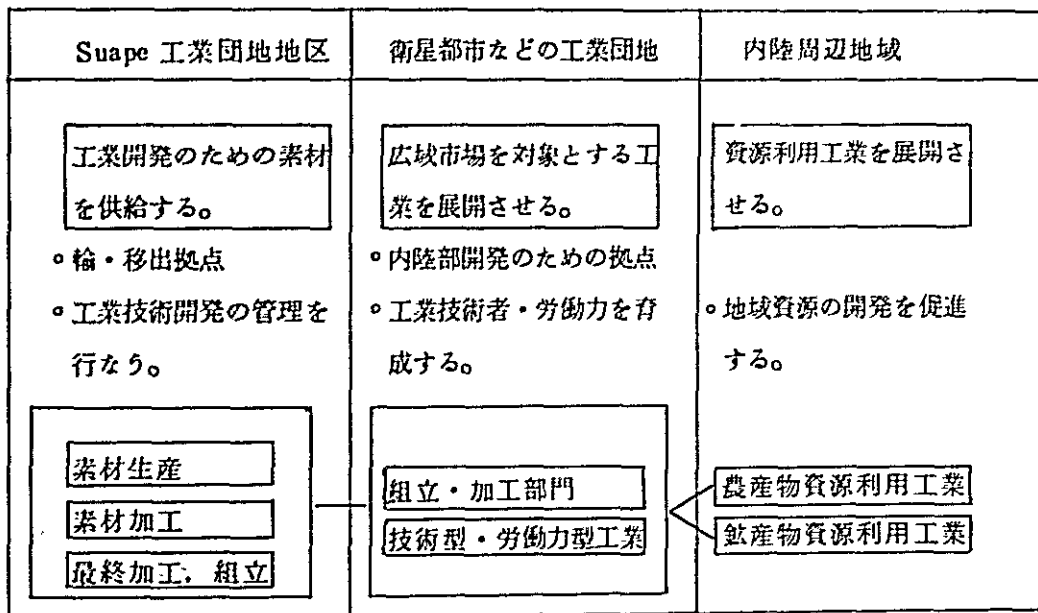 Suape 工業団地地区
衛星都市などの工業団地
内陸周辺地域
工業開発のための素材
を供給する。
広域市場を対象とする工
業を展開させる。
資源利用工業を展開さ
せる。
○輸・移出拠点
○工業技術開発の管理を
行なう。
○内陸部開発のための拠点
○工業技術者・労働力を育
成する。
○地域資源の開発を促進
する。
素材生産
素材加工
最終加工、組立
組立・加工部門
技術型・労働力型工業
農産物資源利用工業
鉱産物資源利用工業